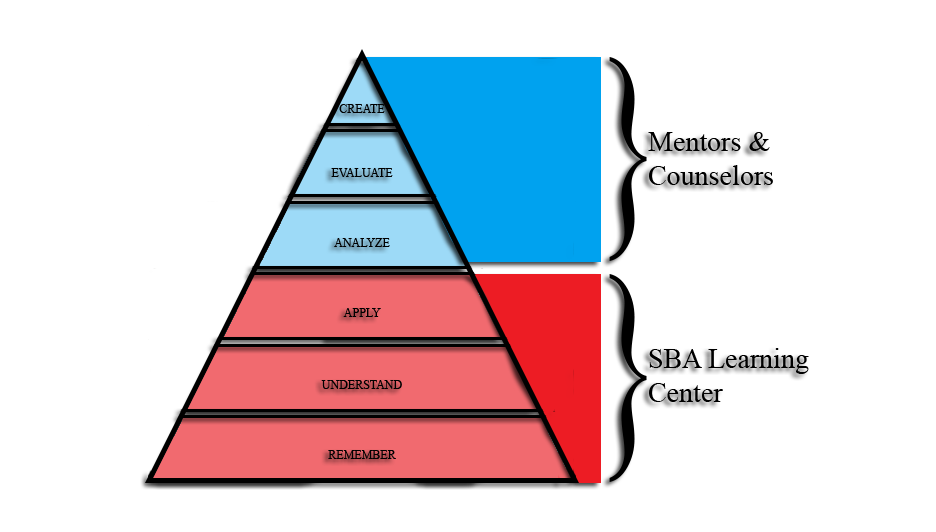 CREATE
EVALUATE
ANALYZE
APPLY
UNDERSTAND
REMEMBER
Mentors &
Counselors
SBA Learning
Center